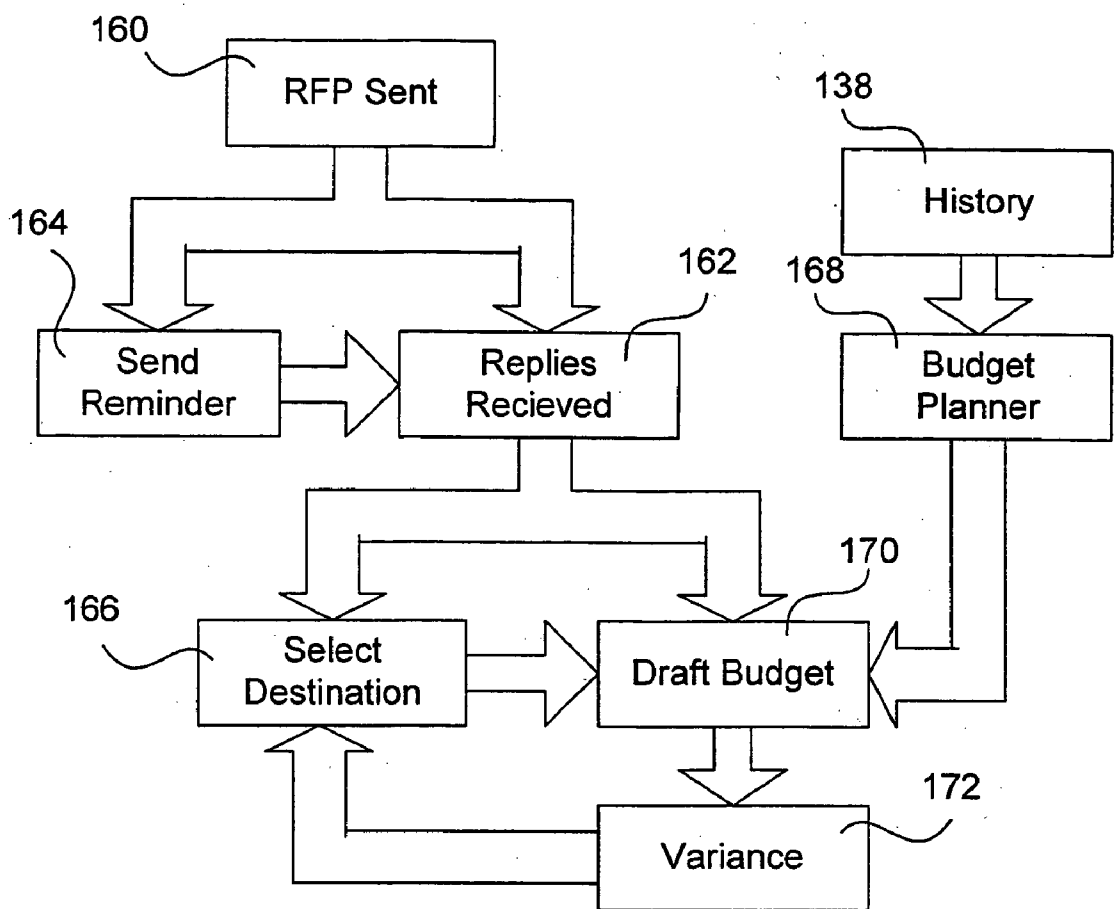 160
RFP Sent
138
History
164
Send
Reminder
162
Replies
Recieved
168
Budget
Planner
166
Select
Destination
170
Draft Budget
172
Variance